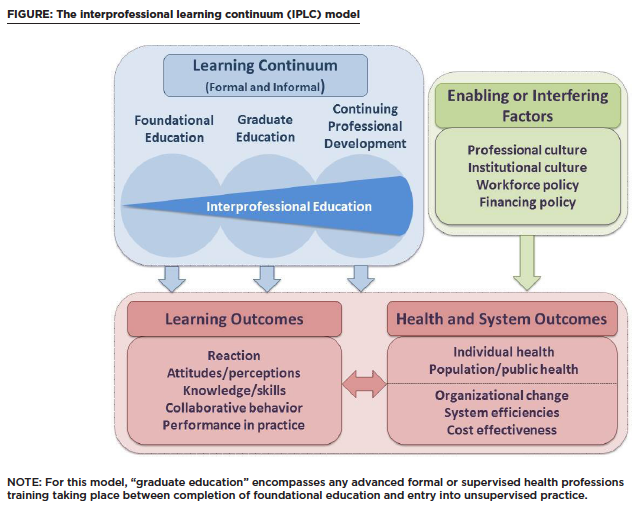 FIGURE: The interprofessional learning continuum (IPLC) model
Learning Continuum
(Formal and Informal)
Foundational
Education
Graduate
Education
Continuing
Professional
Development
Interprofessional Education
Enabling or Interfering
Factors
Professional culture
Institutional culture
Workforce policy
Financing policy
Learning Outcomes
Reaction
Attitudes/perceptions
Knowledge/skills
Collaborative behavior
Performance in practice
Health and System Outcomes
Individual health
Population/public health
Organizational change
System efficiencies
Cost effectiveness
NOTE: For this model, “graduate education” encompasses any advanced formal or supervised health professions
training taking place between completion of foundational education and entry into unsupervised practice.